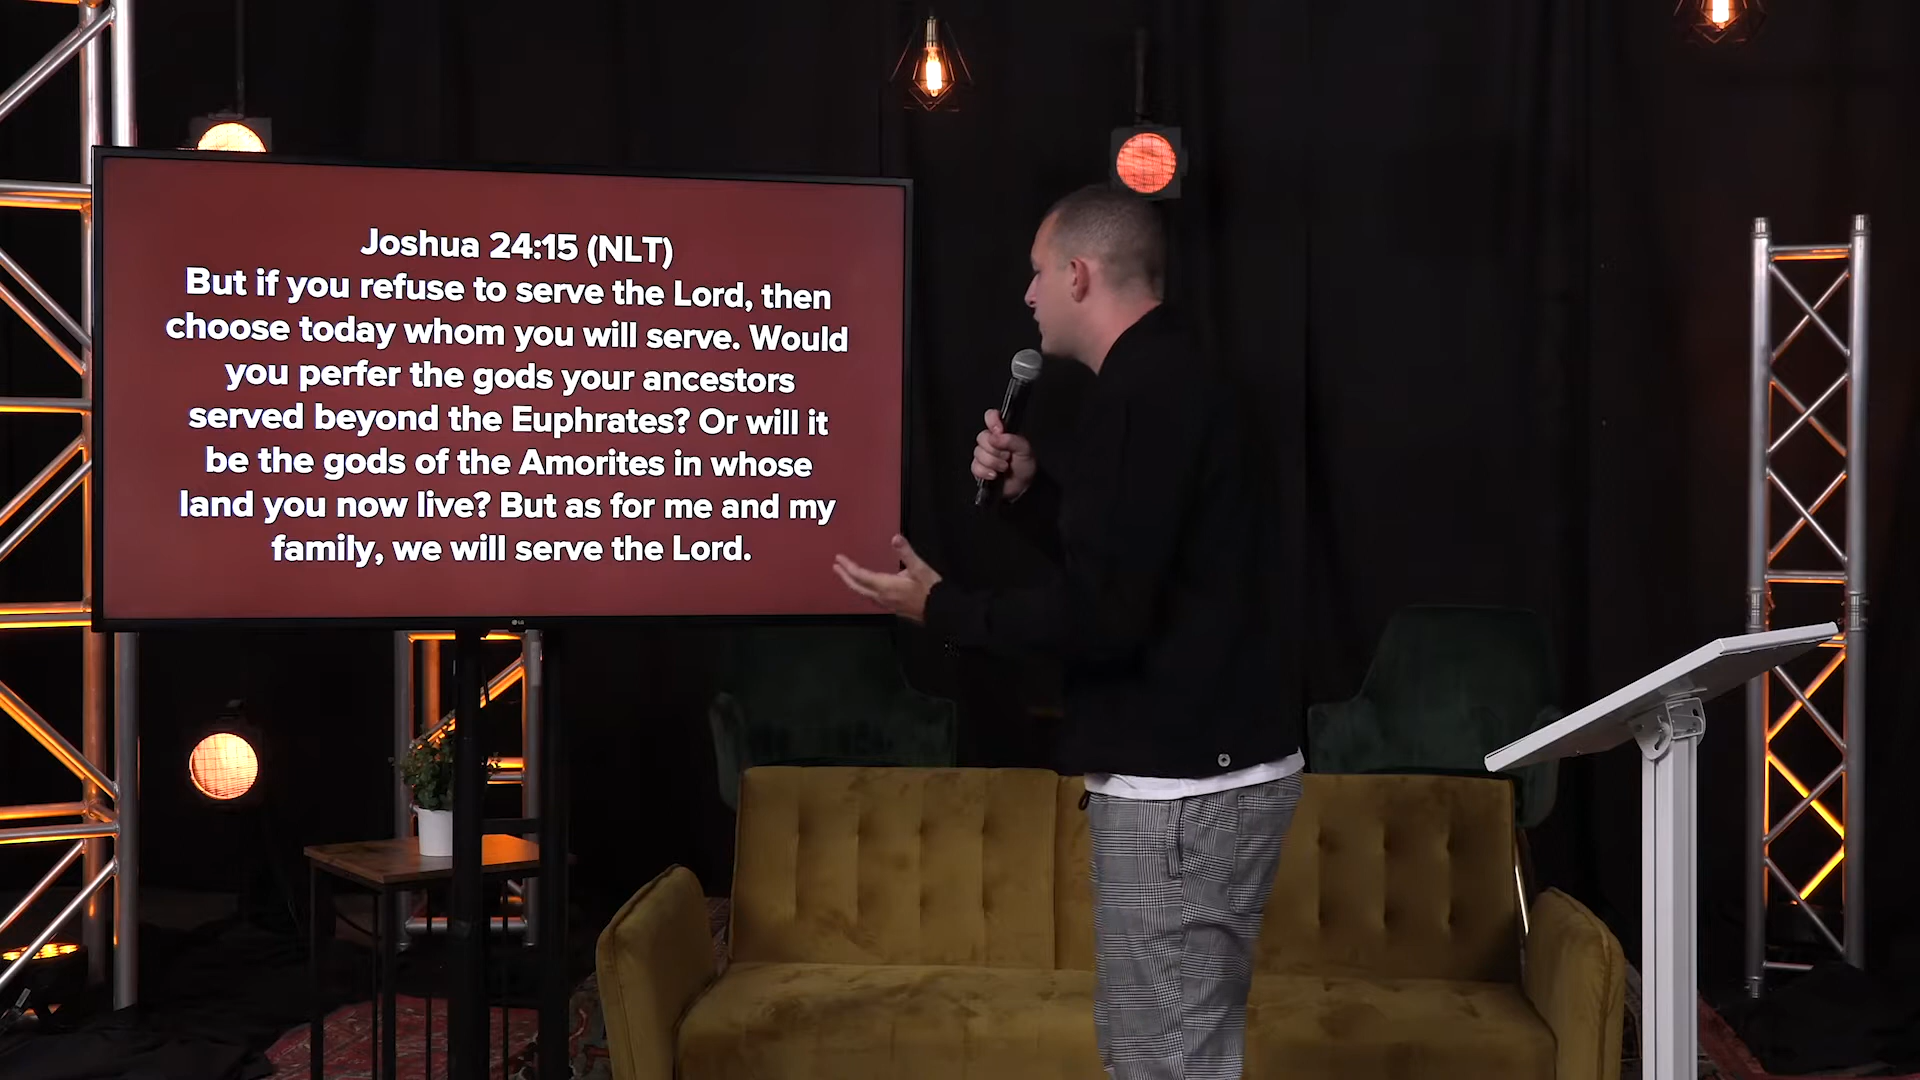 Joshua 24:15 (NLT)
But if you refuse to serve the Lord, then
choose today whom you will serve. Would
you perfer the gods your ancestors
served beyond the Euphrates? Or will it
be the gods of the Amorites in whose
land you now live? But as for me and my
family, we will serve the Lord.
LG